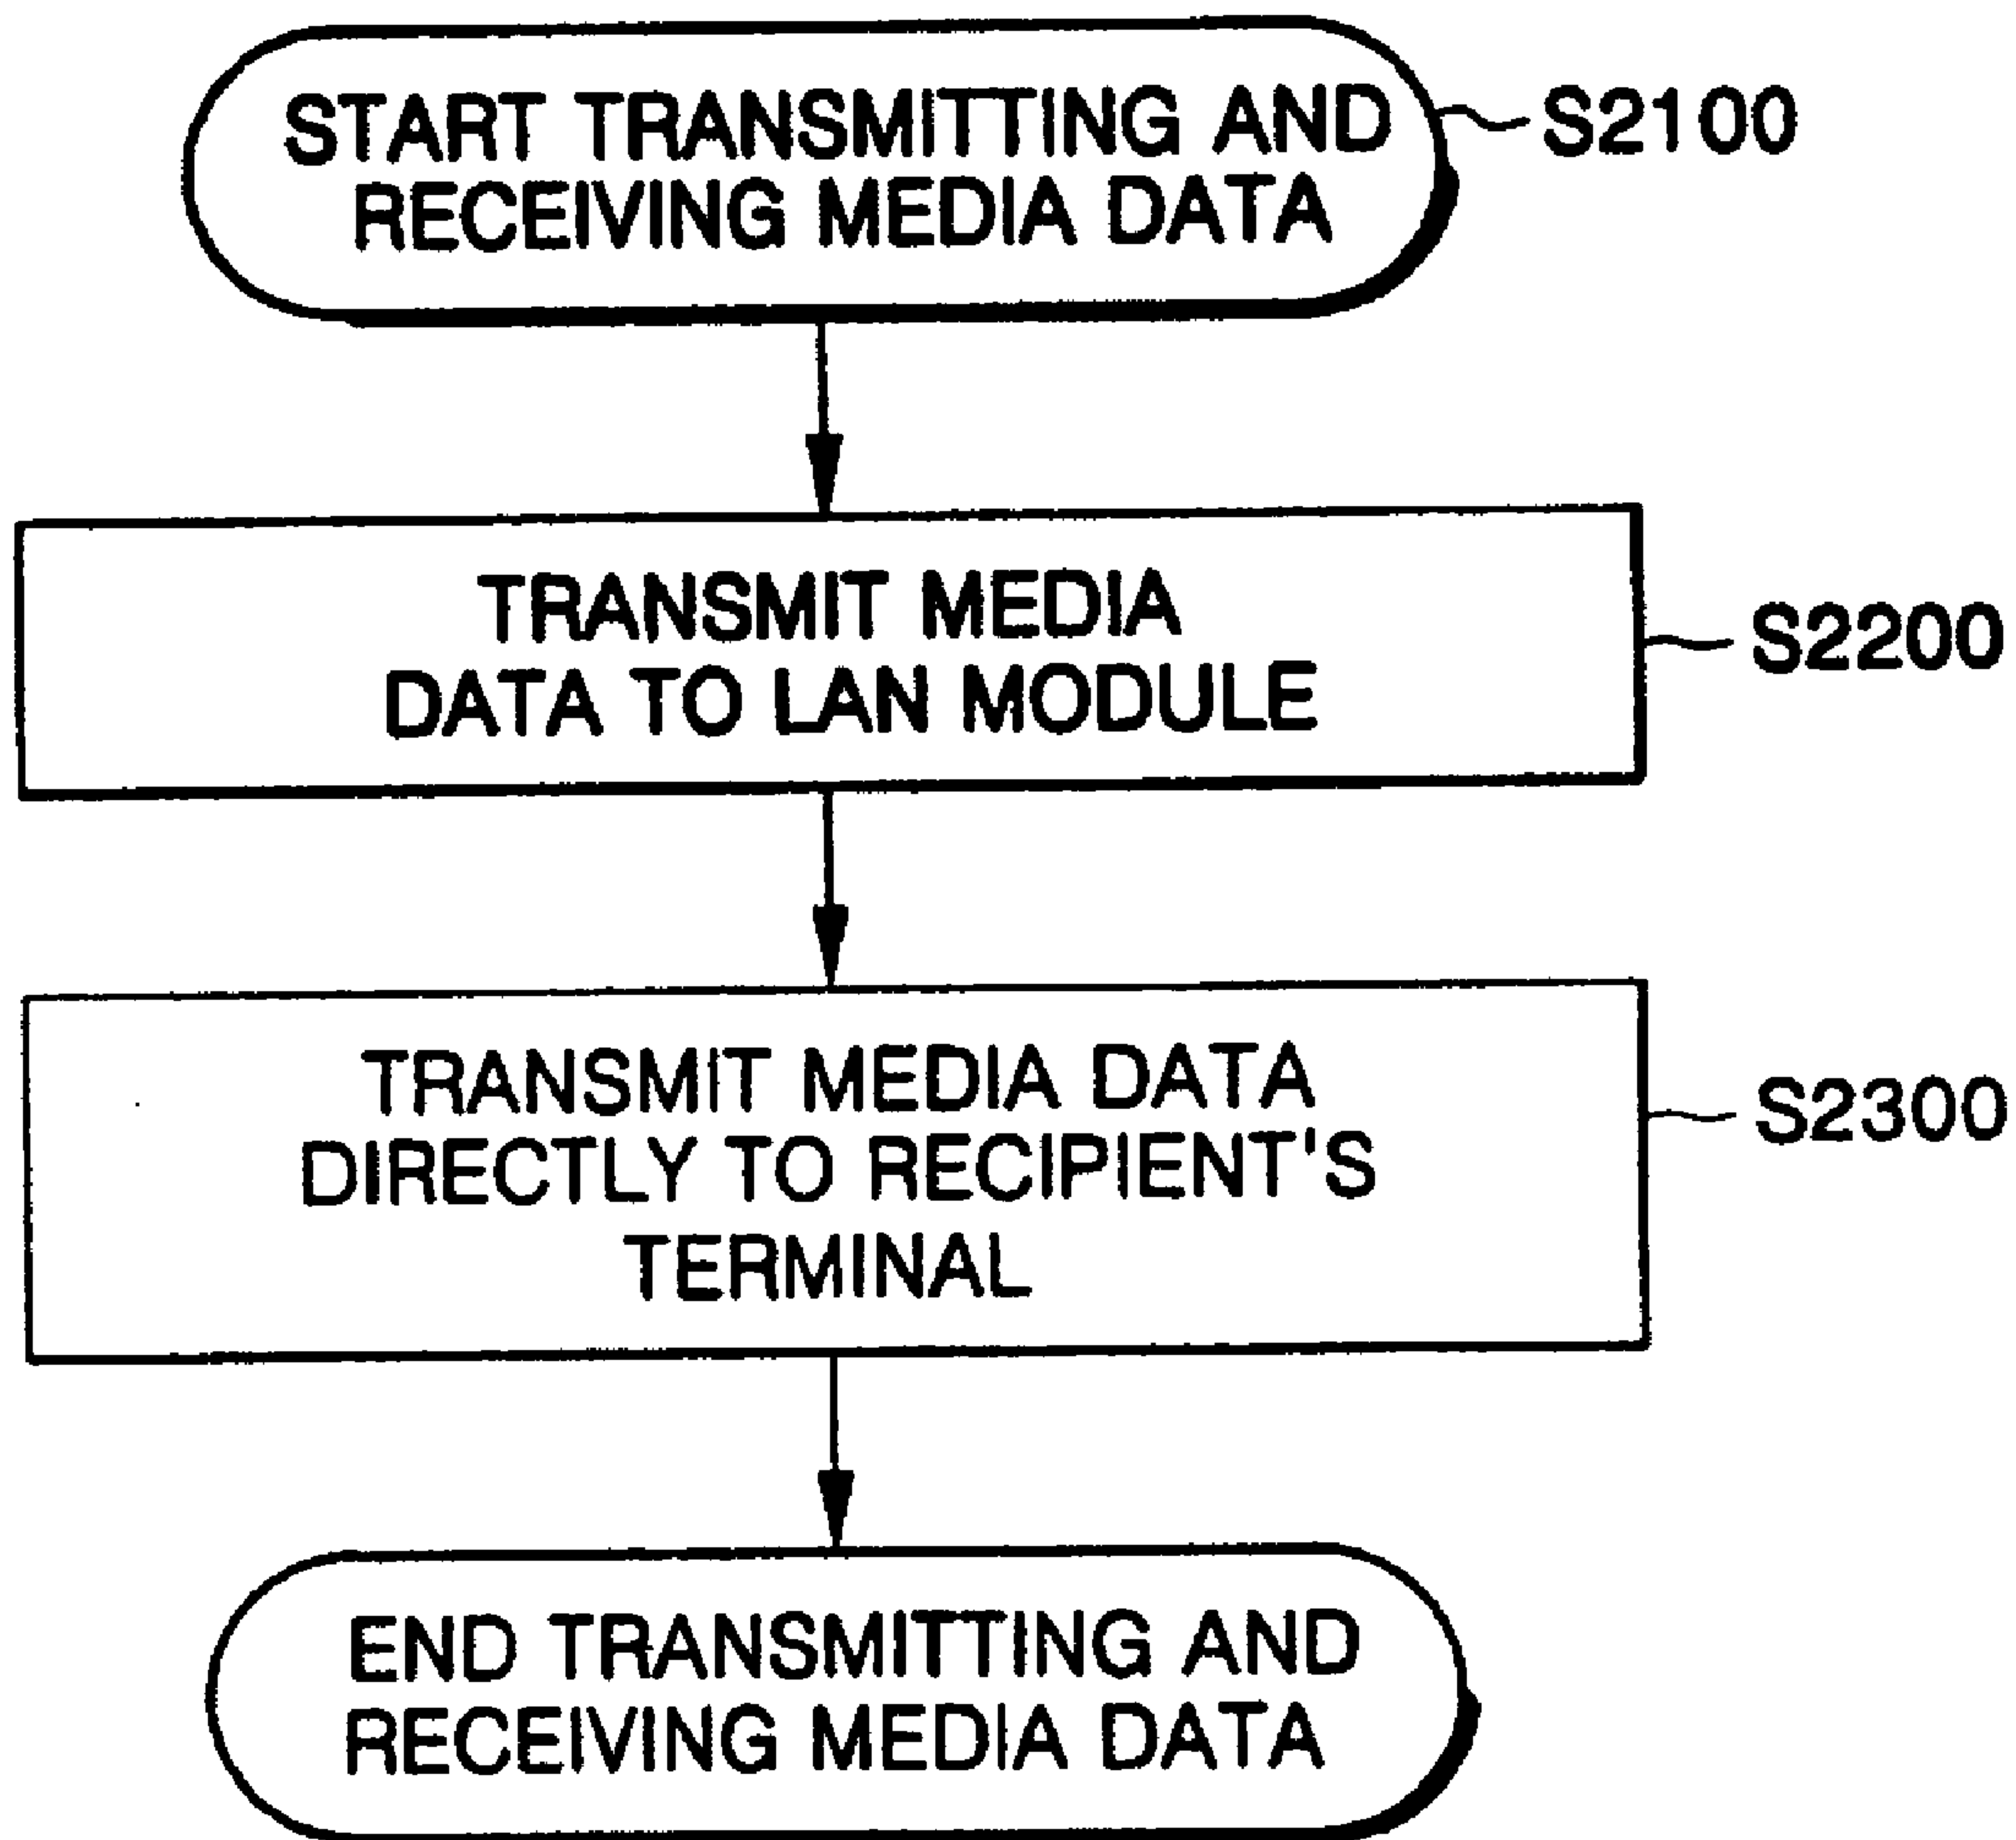 START TRANSMITTING AND
RECEIVING MEDIA DATA
S2100
TRANSMIT MEDIA
DATA TO LAN MODULE
S2200
TRANSMIT MEDIA DATA
DIRECTLY TO RECIPIENT'S
TERMINAL
S2300
END TRANSMITTING AND
RECEIVING MEDIA DATA